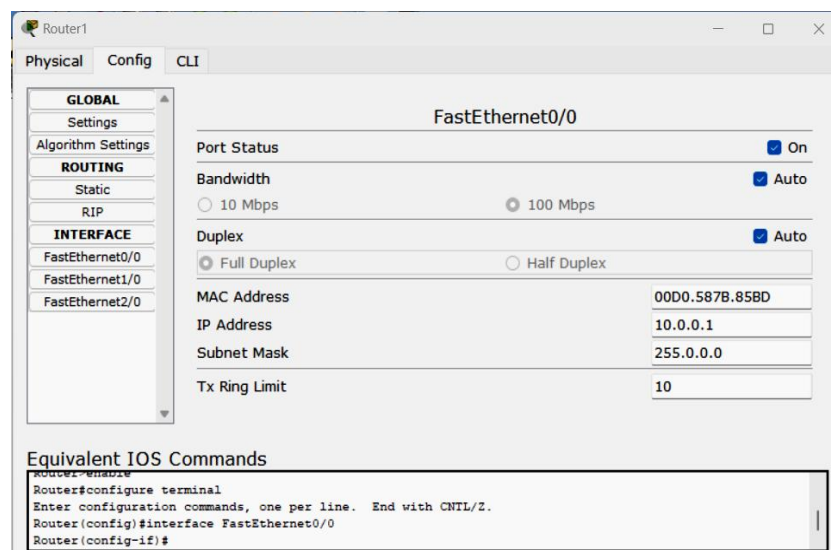 Router1
Physical Config CLI
GLOBAL
Settings
Algorithm Settings
ROUTING
Static
RIP
INTERFACE
FastEthernet0/0
FastEthernet1/0
FastEthernet2/0
FastEthernet0/0
Port Status On
Bandwidth Auto
10 Mbps 100 Mbps
Duplex Auto
Full Duplex Half Duplex
MAC Address 00D0.587B.85BD
IP Address 10.0.0.1
Subnet Mask 255.0.0.0
Tx Ring Limit 10
Equivalent IOS Commands
Router>enable
Router#configure terminal
Enter configuration commands, one per line. End with CNTL/Z.
Router(config)#interface FastEthernet0/0
Router(config-if)#